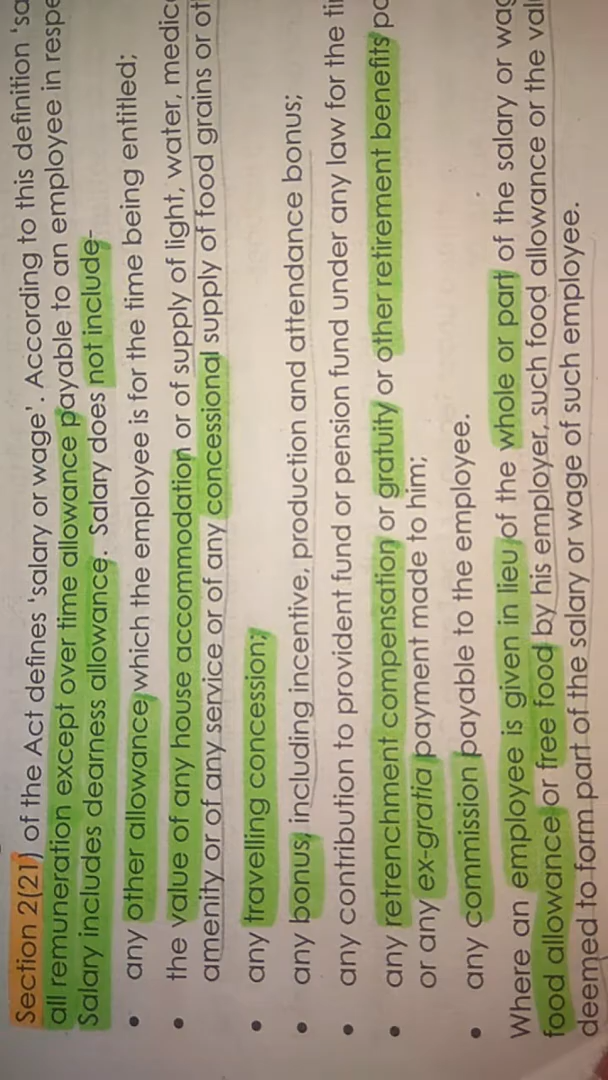 Section 2(21) of the Act defines 'salary or wage'. According to this definition 'sa
all remuneration except over time allowance payable to an employee in respe
Salary includes dearness allowance. Salary does not include-
• any other allowance which the employee is for the time being entitled;
• the value of any house accommodation or of supply of light, water, medic
amenity or of any service or of any concessional supply of food grains or ot
• any travelling concession;
• any bonus, including incentive, production and attendance bonus;
• any contribution to provident fund or pension fund under any law for the ti
• any retrenchment compensation or gratuity or other retirement benefits pa
or any ex-gratia payment made to him;
• any commission payable to the employee.
Where an employee is given in lieu of the whole or part of the salary or wag
food allowance or free food by his employer, such food allowance or the val
deemed to form part of the salary or wage of such employee.